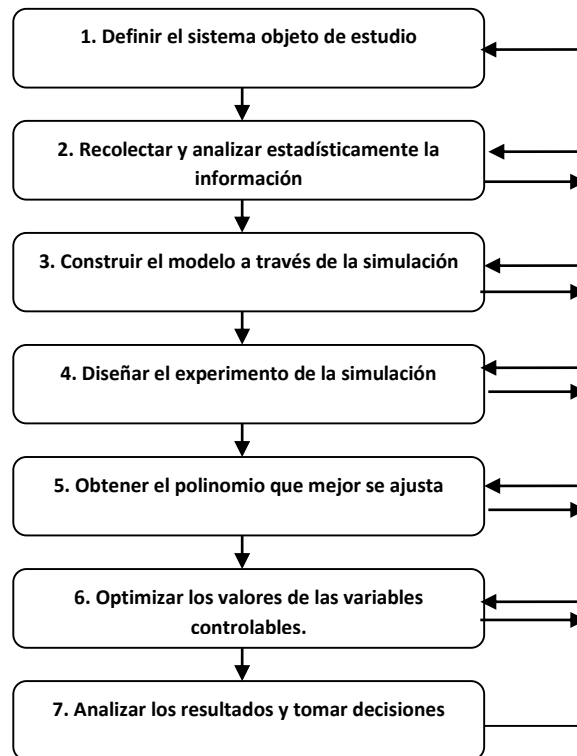 1. Definir el sistema objeto de estudio
2. Recolectar y analizar estadísticamente la
información
3. Construir el modelo a través de la simulación
4. Diseñar el experimento de la simulación
5. Obtener el polinomio que mejor se ajusta
6. Optimizar los valores de las variables
controlables.
7. Analizar los resultados y tomar decisiones